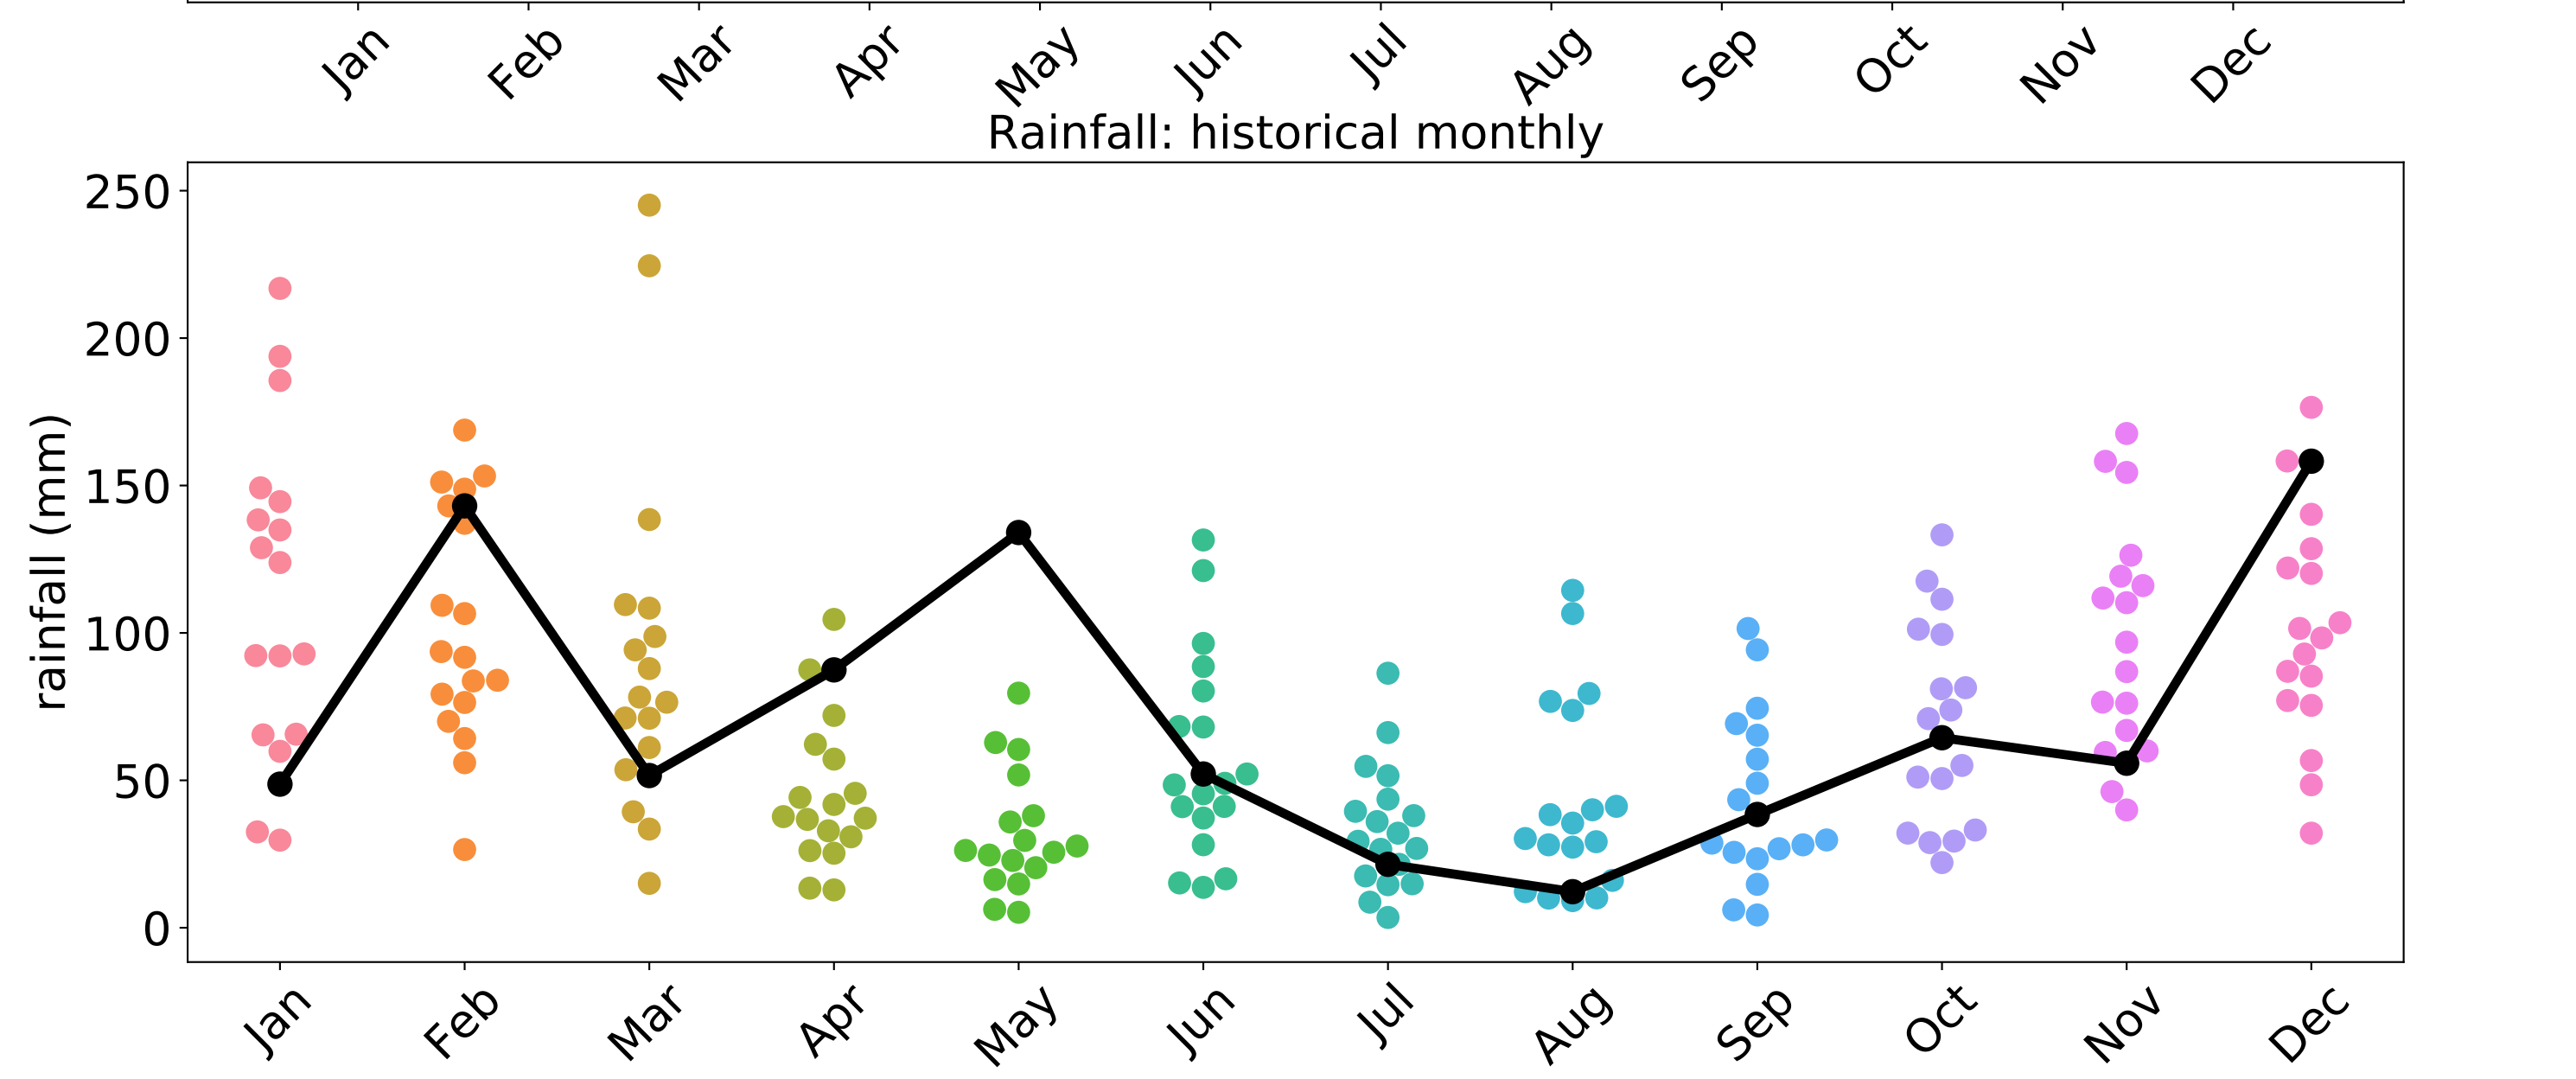 Jan Feb Mar Apr May Jun Jul Aug Sep Oct Nov Dec
Rainfall: historical monthly
250
200
150
100
50
0
rainfall (mm)
Jan Feb Mar Apr May Jun Jul Aug Sep Oct Nov Dec